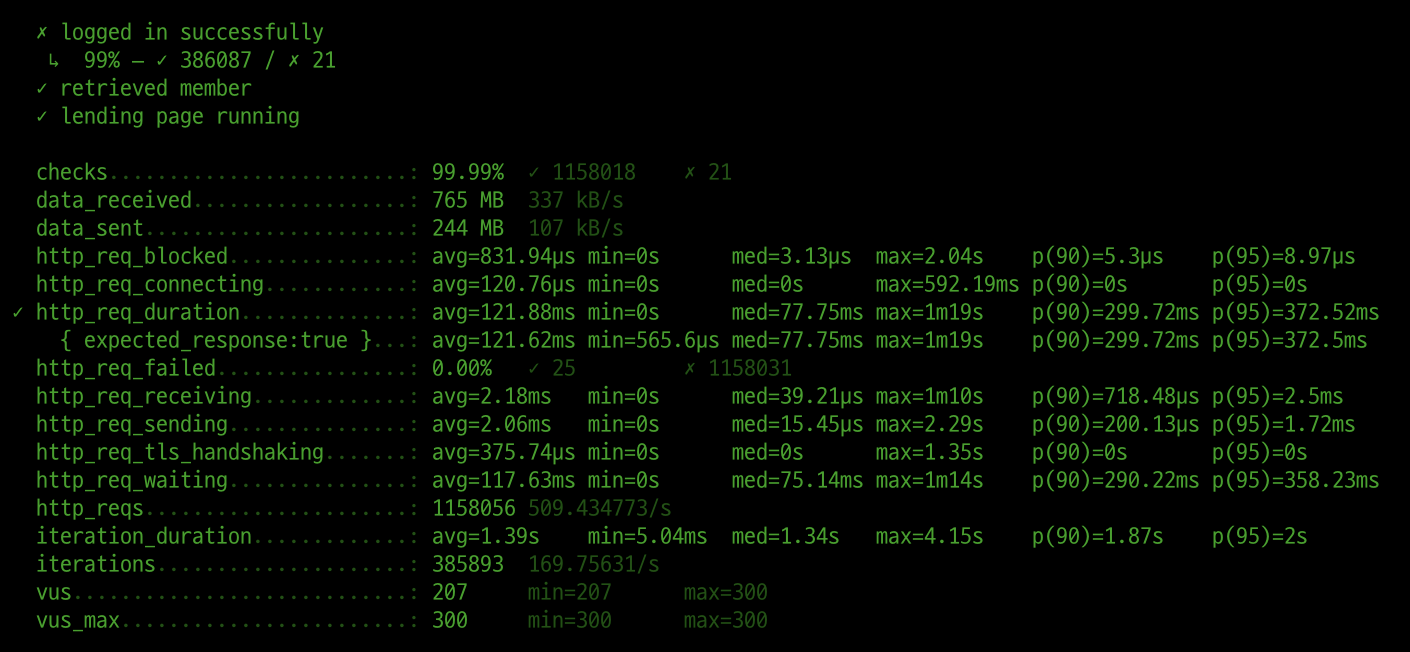 ✗ logged in successfully
↳ 99% — ✓ 386087 / ✗ 21
✓ retrieved member
✓ lending page running
checks.........................: 99.99% ✓ 1158018 ✗ 21
data_received..................: 765 MB 337 kB/s
data_sent......................: 244 MB 107 kB/s
http_req_blocked...............: avg=831.94µs min=0s med=3.13µs max=2.04s p(90)=5.3µs p(95)=8.97µs
http_req_connecting............: avg=120.76µs min=0s med=0s max=592.19ms p(90)=0s p(95)=0s
✓ http_req_duration..............: avg=121.88ms min=0s med=77.75ms max=1m19s p(90)=299.72ms p(95)=372.52ms
{ expected_response:true }...: avg=121.62ms min=565.6µs med=77.75ms max=1m19s p(90)=299.72ms p(95)=372.5ms
http_req_failed................: 0.00% ✓ 25 ✗ 1158031
http_req_receiving.............: avg=2.18ms min=0s med=39.21µs max=1m10s p(90)=718.48µs p(95)=2.5ms
http_req_sending...............: avg=2.06ms min=0s med=15.45µs max=2.29s p(90)=200.13µs p(95)=1.72ms
http_req_tls_handshaking.......: avg=375.74µs min=0s med=0s max=1.35s p(90)=0s p(95)=0s
http_req_waiting...............: avg=117.63ms min=0s med=75.14ms max=1m14s p(90)=290.22ms p(95)=358.23ms
http_reqs......................: 1158056 509.434773/s
iteration_duration.............: avg=1.39s min=5.04ms med=1.34s max=4.15s p(90)=1.87s p(95)=2s
iterations.....................: 385893 169.75631/s
vus............................: 207 min=207 max=300
vus_max........................: 300 min=300 max=300